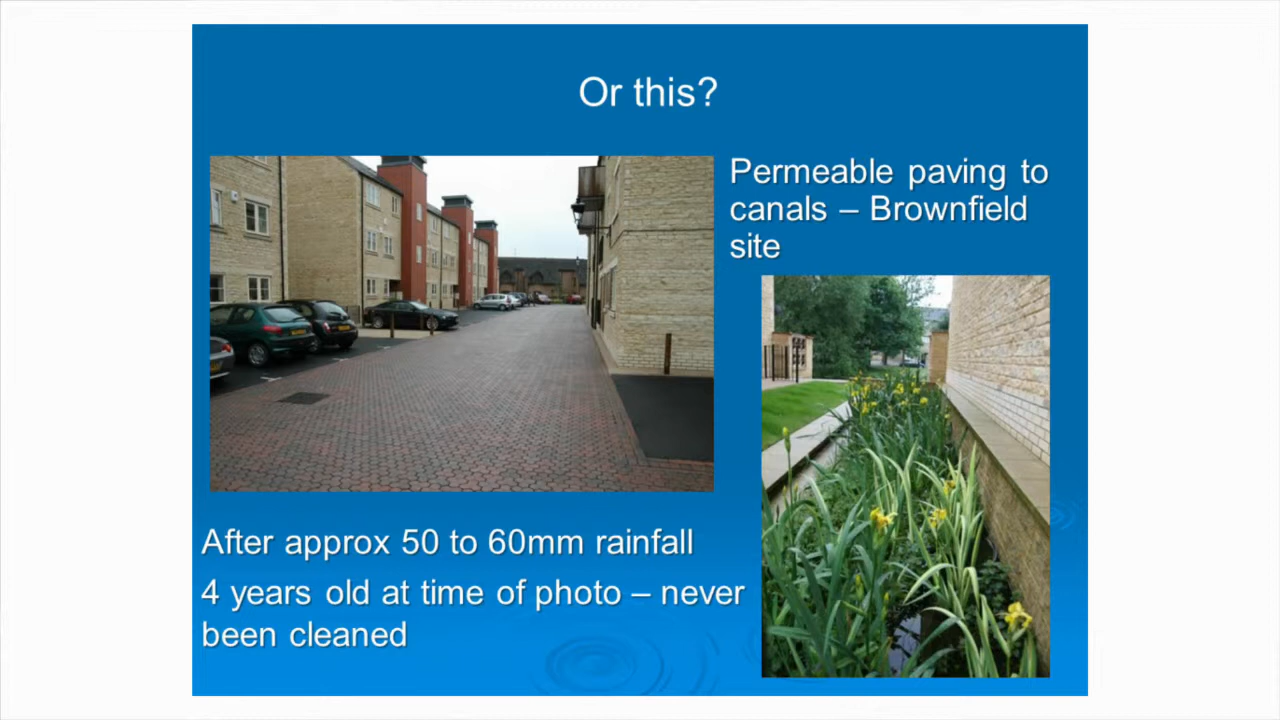 Or this?
Permeable paving to
canals – Brownfield
site
After approx 50 to 60mm rainfall
4 years old at time of photo – never
been cleaned